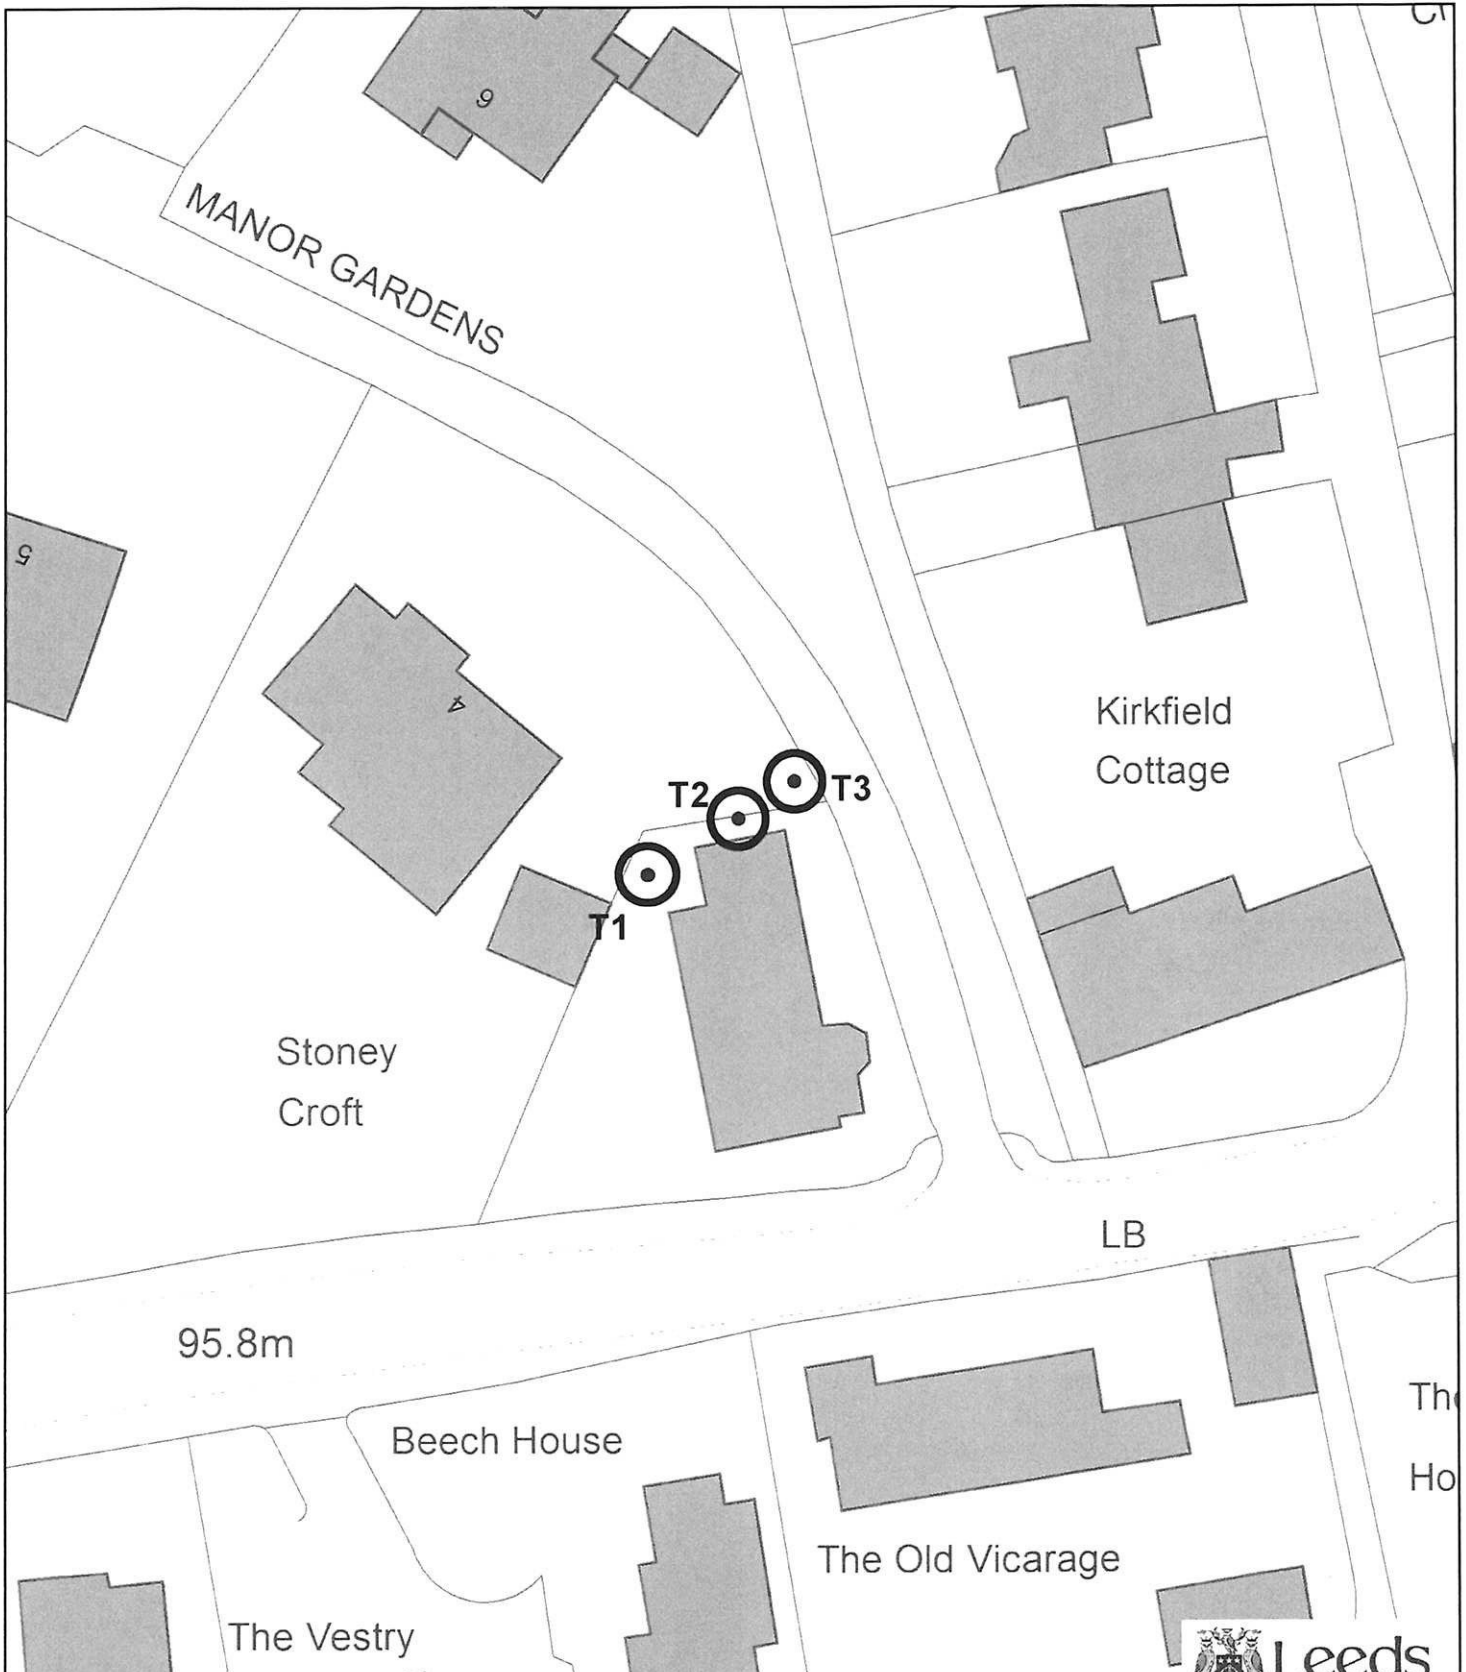 6
MANOR GARDENS
5
4
Kirkfield
Cottage
T2
T3
T1
Stoney
Croft
LB
95.8m
Beech House
The Old Vicarage
The Vestry
Leeds